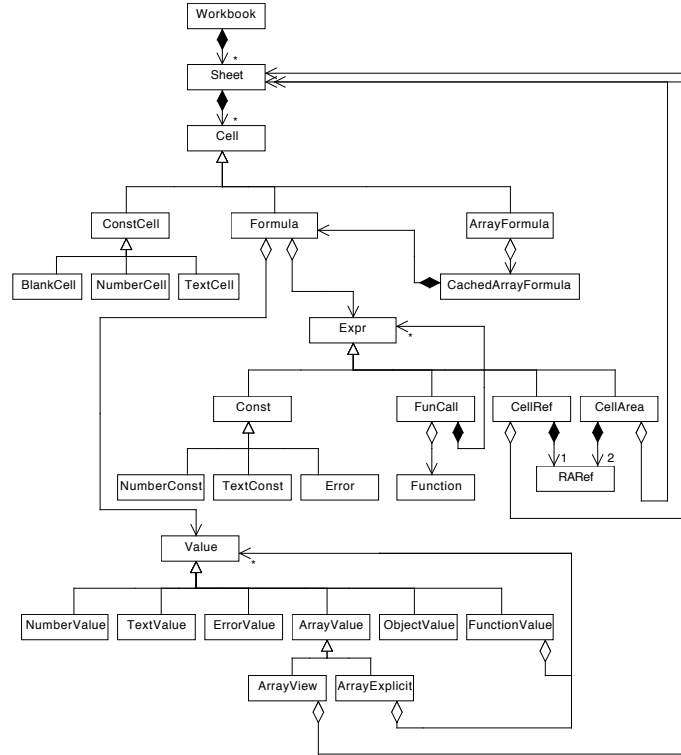 Workbook
*
Sheet
*
Cell
ConstCell
Formula
ArrayFormula
BlankCell
NumberCell
TextCell
CachedArrayFormula
Expr
*
Const
FunCall
CellRef
CellArea
1
2
NumberConst
TextConst
Error
Function
RARef
Value
*
NumberValue
TextValue
ErrorValue
ArrayValue
ObjectValue
FunctionValue
ArrayView
ArrayExplicit